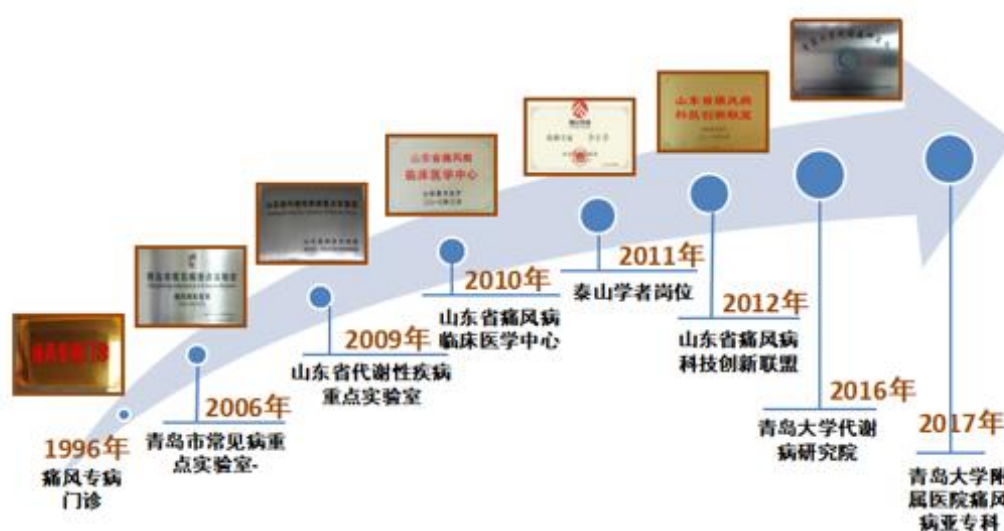 1996年
痛风专病
门诊
2006年
青岛市常见病重
点实验室-
2009年
山东省代谢性疾病
重点实验室
山东省痛风病
临床医学中心
2010年
山东省痛风病
临床医学中心
2011年
泰山学者岗位
山东省痛风病
科技创新联盟
2012年
山东省痛风病
科技创新联盟
2016年
青岛大学代谢
病研究院
2017年
青岛大学附
属医院痛风
病亚专科